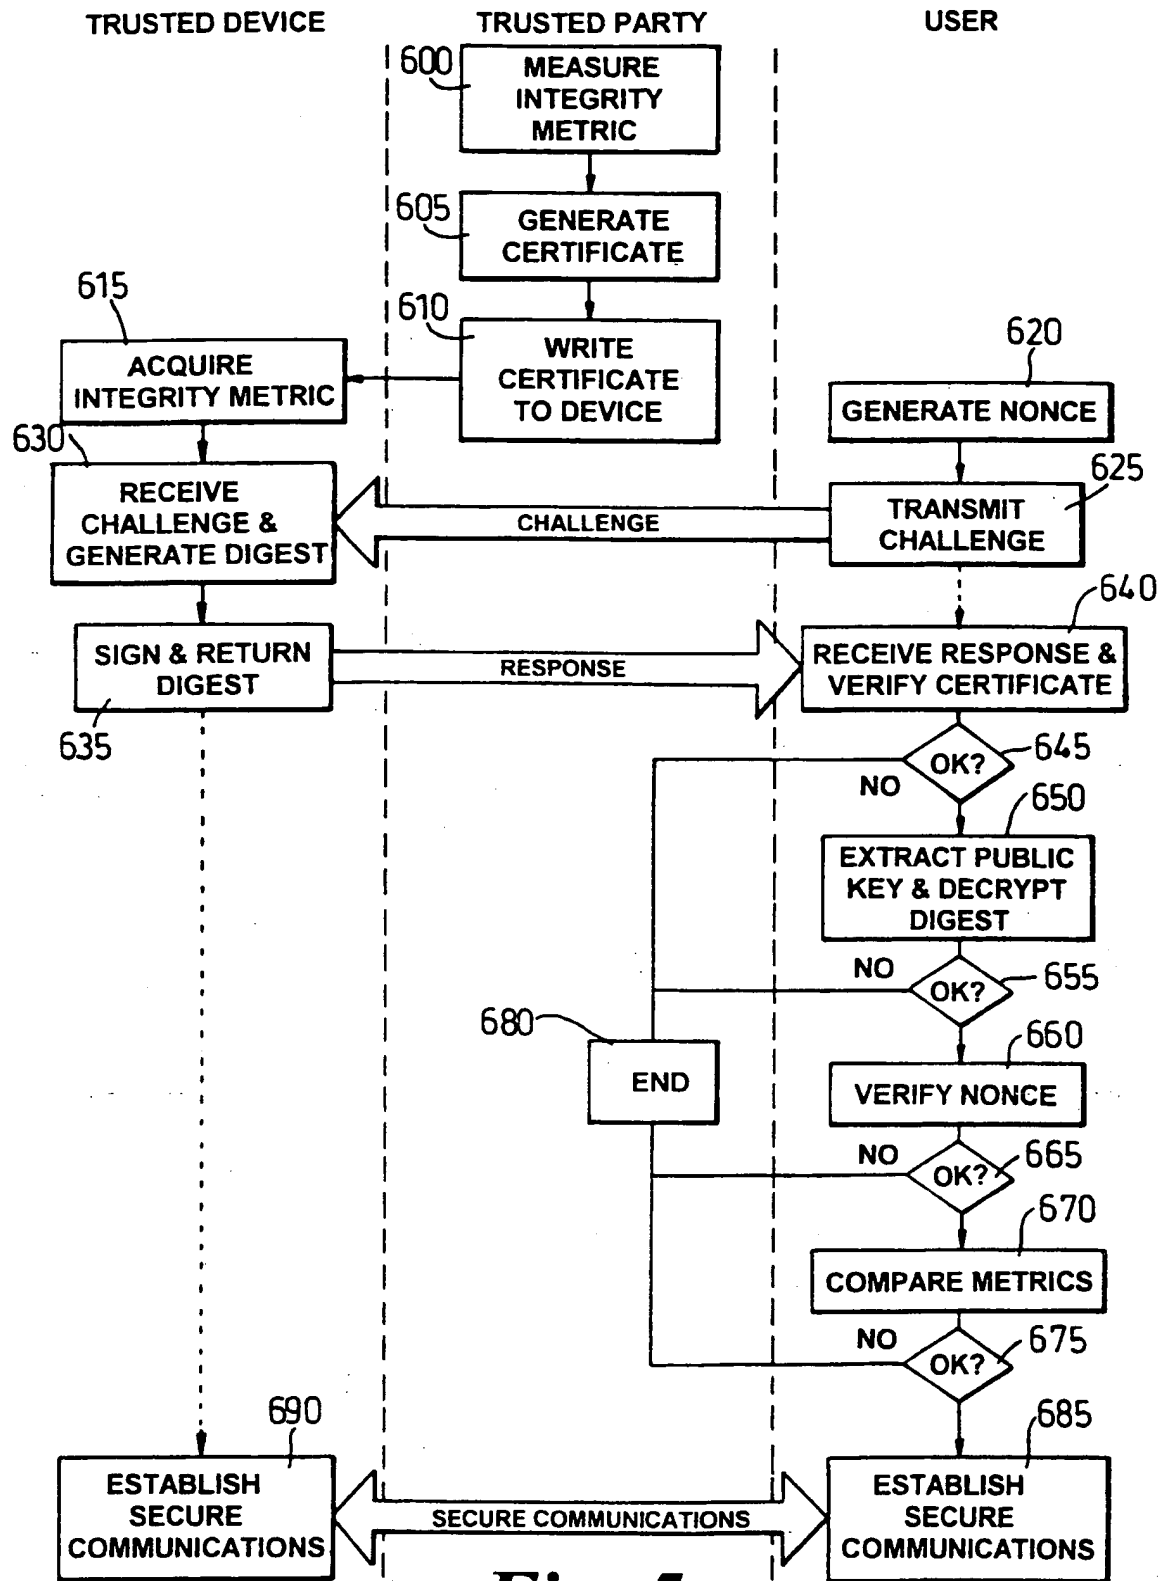 TRUSTED DEVICE
TRUSTED PARTY
USER
600
MEASURE
INTEGRITY
METRIC
605
GENERATE
CERTIFICATE
610
WRITE
CERTIFICATE
TO DEVICE
615
ACQUIRE
INTEGRITY METRIC
620
GENERATE NONCE
625
TRANSMIT
CHALLENGE
CHALLENGE
630
RECEIVE
CHALLENGE &
GENERATE DIGEST
635
SIGN & RETURN
DIGEST
RESPONSE
640
RECEIVE RESPONSE &
VERIFY CERTIFICATE
645
OK?
NO
650
EXTRACT PUBLIC
KEY & DECRYPT
DIGEST
655
OK?
NO
660
VERIFY NONCE
665
OK?
NO
670
COMPARE METRICS
675
OK?
NO
680
END
685
ESTABLISH
SECURE
COMMUNICATIONS
SECURE COMMUNICATIONS
690
ESTABLISH
SECURE
COMMUNICATIONS